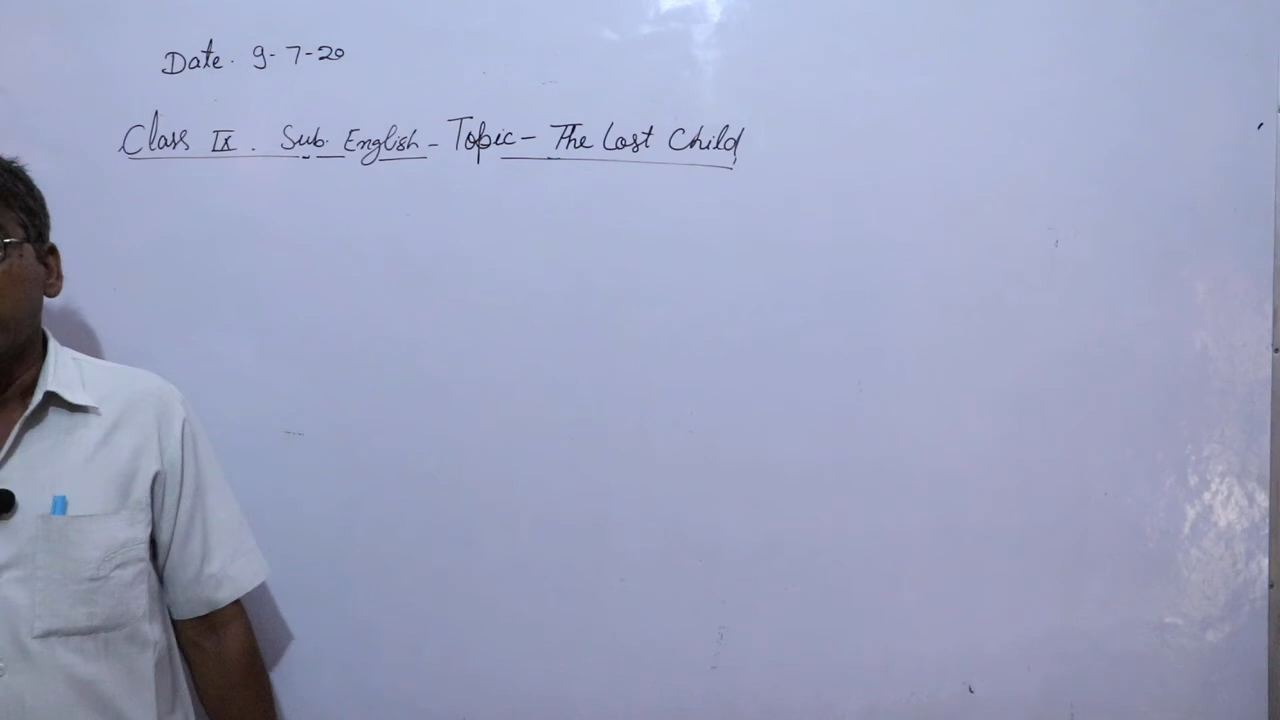 Date. 9-7-20
Class IX. Sub. English - Topic - The Lost Child